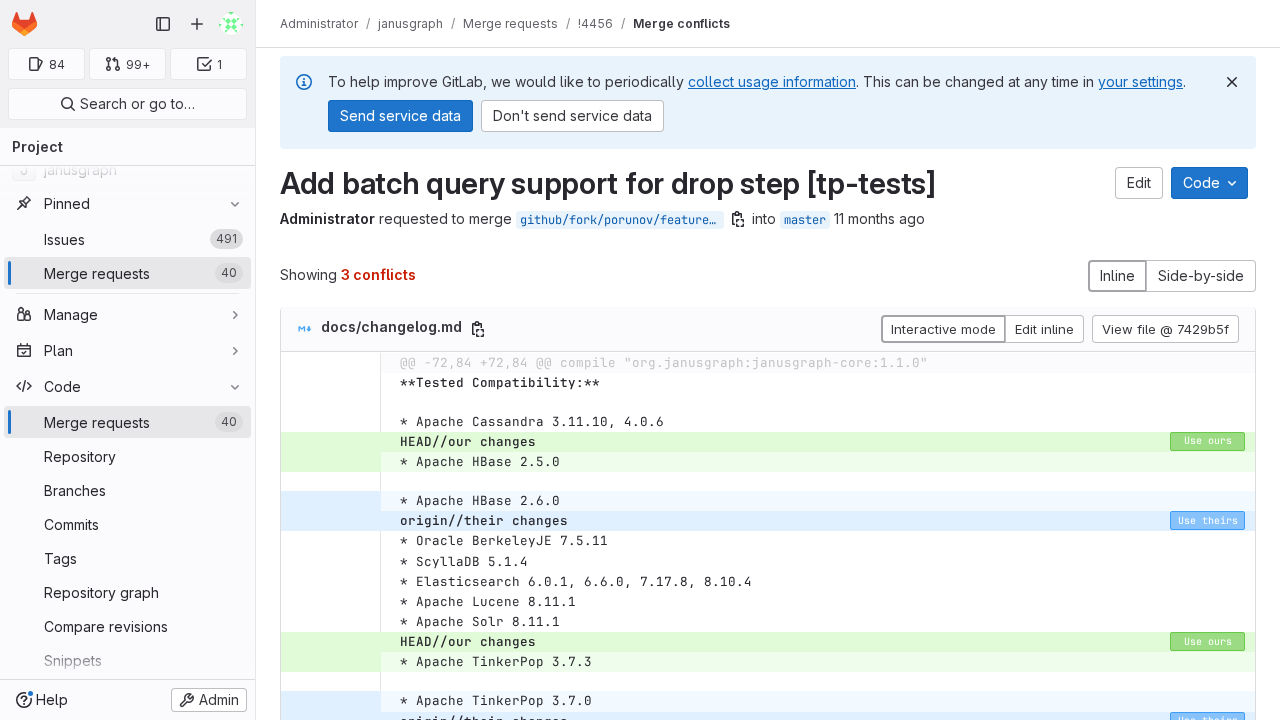 Administrator / janusgraph / Merge requests / !4456 / Merge conflicts
84
99+
1
Search or go to…
Project
J janusgraph
Pinned
Issues 491
Merge requests 40
Manage
Plan
Code
Merge requests 40
Repository
Branches
Commits
Tags
Repository graph
Compare revisions
Snippets
Help
Admin
To help improve GitLab, we would like to periodically collect usage information. This can be changed at any time in your settings.
Send service data
Don't send service data
Add batch query support for drop step [tp-tests]
Edit
Code
Administrator requested to merge github/fork/porunov/feature… into master 11 months ago
Showing 3 conflicts
Inline
Side-by-side
docs/changelog.md
Interactive mode
Edit inline
View file @ 7429b5f
@@ -72,84 +72,84 @@ compile "org.janusgraph:janusgraph-core:1.1.0"
**Tested Compatibility:**
* Apache Cassandra 3.11.10, 4.0.6
HEAD//our changes
Use ours
* Apache HBase 2.5.0
* Apache HBase 2.6.0
origin//their changes
Use theirs
* Oracle BerkeleyJE 7.5.11
* ScyllaDB 5.1.4
* Elasticsearch 6.0.1, 6.6.0, 7.17.8, 8.10.4
* Apache Lucene 8.11.1
* Apache Solr 8.11.1
HEAD//our changes
Use ours
* Apache TinkerPop 3.7.3
* Apache TinkerPop 3.7.0
origin//their changes
Use theirs